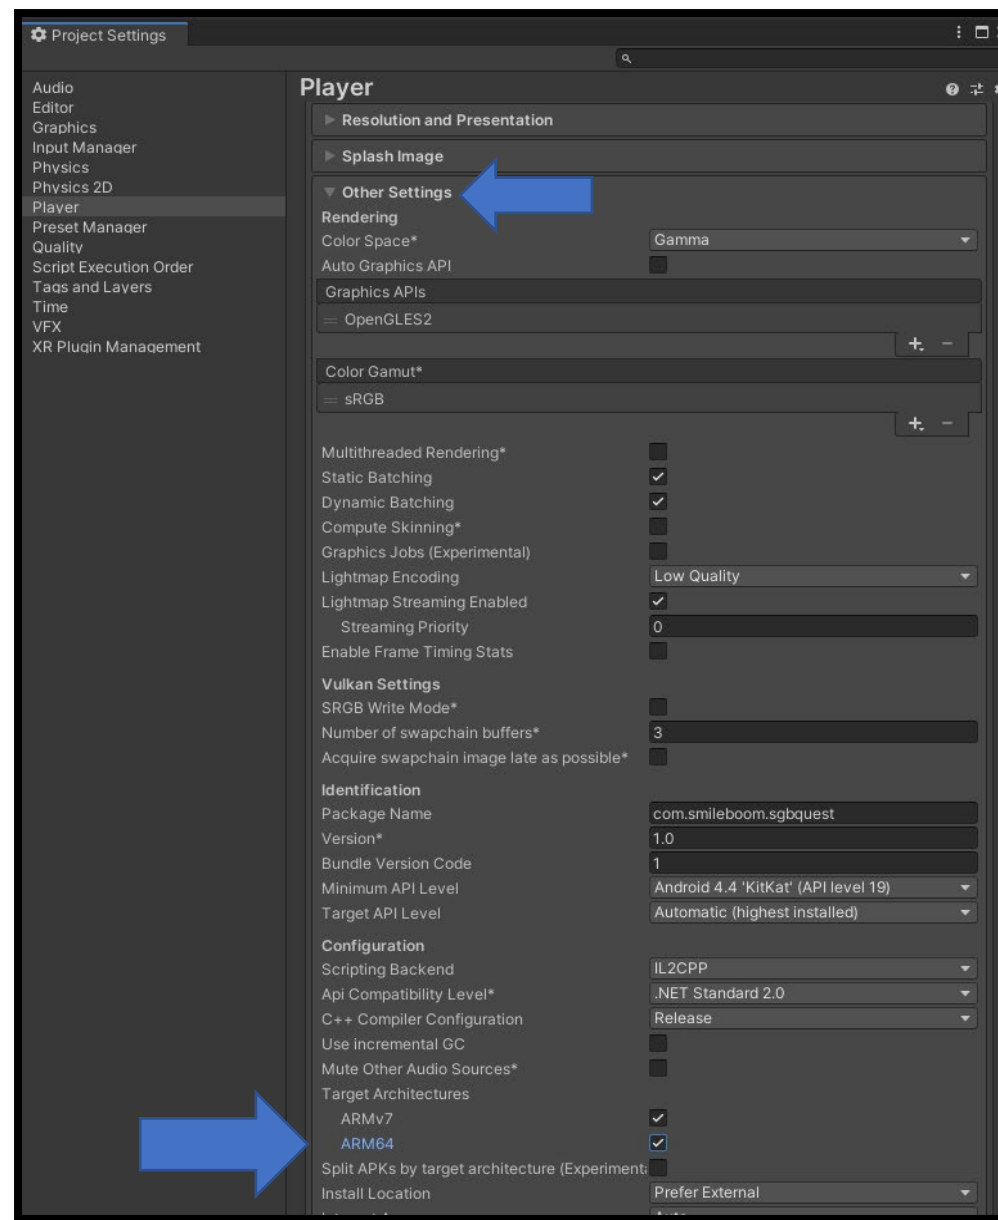 Project Settings
Audio
Editor
Graphics
Input Manager
Physics
Physics 2D
Player
Preset Manager
Quality
Script Execution Order
Tags and Layers
Time
VFX
XR Plugin Management
Player
Resolution and Presentation
Splash Image
Other Settings
Rendering
Color Space* Gamma
Auto Graphics API
Graphics APIs
OpenGLES2
Color Gamut*
sRGB
Multithreaded Rendering*
Static Batching
Dynamic Batching
Compute Skinning*
Graphics Jobs (Experimental)
Lightmap Encoding Low Quality
Lightmap Streaming Enabled
Streaming Priority 0
Enable Frame Timing Stats
Vulkan Settings
SRGB Write Mode*
Number of swapchain buffers* 3
Acquire swapchain image late as possible*
Identification
Package Name com.smileboom.sgbquest
Version* 1.0
Bundle Version Code 1
Minimum API Level Android 4.4 'KitKat' (API level 19)
Target API Level Automatic (highest installed)
Configuration
Scripting Backend IL2CPP
Api Compatibility Level* .NET Standard 2.0
C++ Compiler Configuration Release
Use incremental GC
Mute Other Audio Sources*
Target Architectures
ARMv7
ARM64
Split APKs by target architecture (Experimenta
Install Location Prefer External